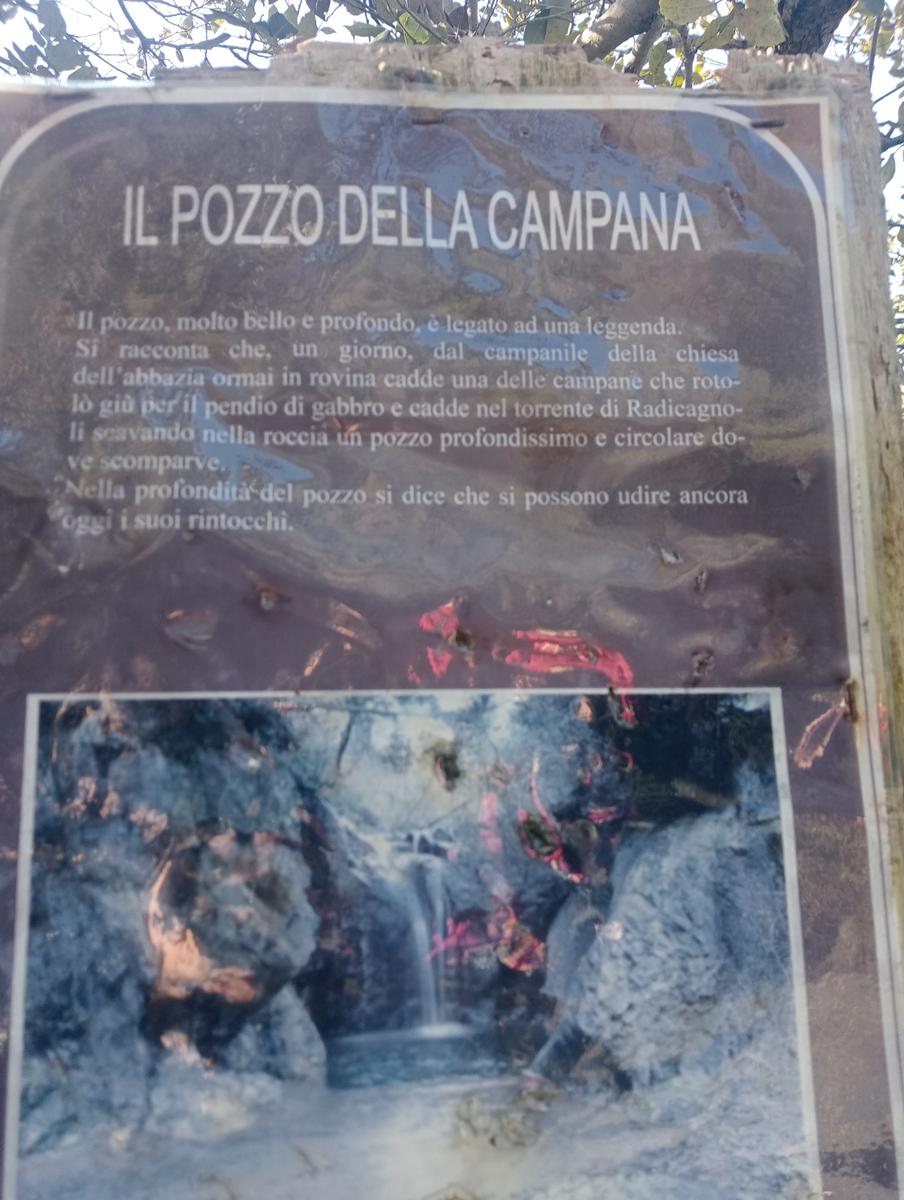 IL POZZO DELLA CAMPANA
Il pozzo, molto bello e profondo, è legato ad una leggenda.
Si racconta che, un giorno, dal campanile della chiesa
dell'abbazia ormai in rovina cadde una delle campane che roto-
lò giù per il pendio di gabbro e cadde nel torrente di Radicagno-
li scavando nella roccia un pozzo profondissimo e circolare do-
ve scomparve.
Nella profondità del pozzo si dice che si possono udire ancora
oggi i suoi rintocchi.